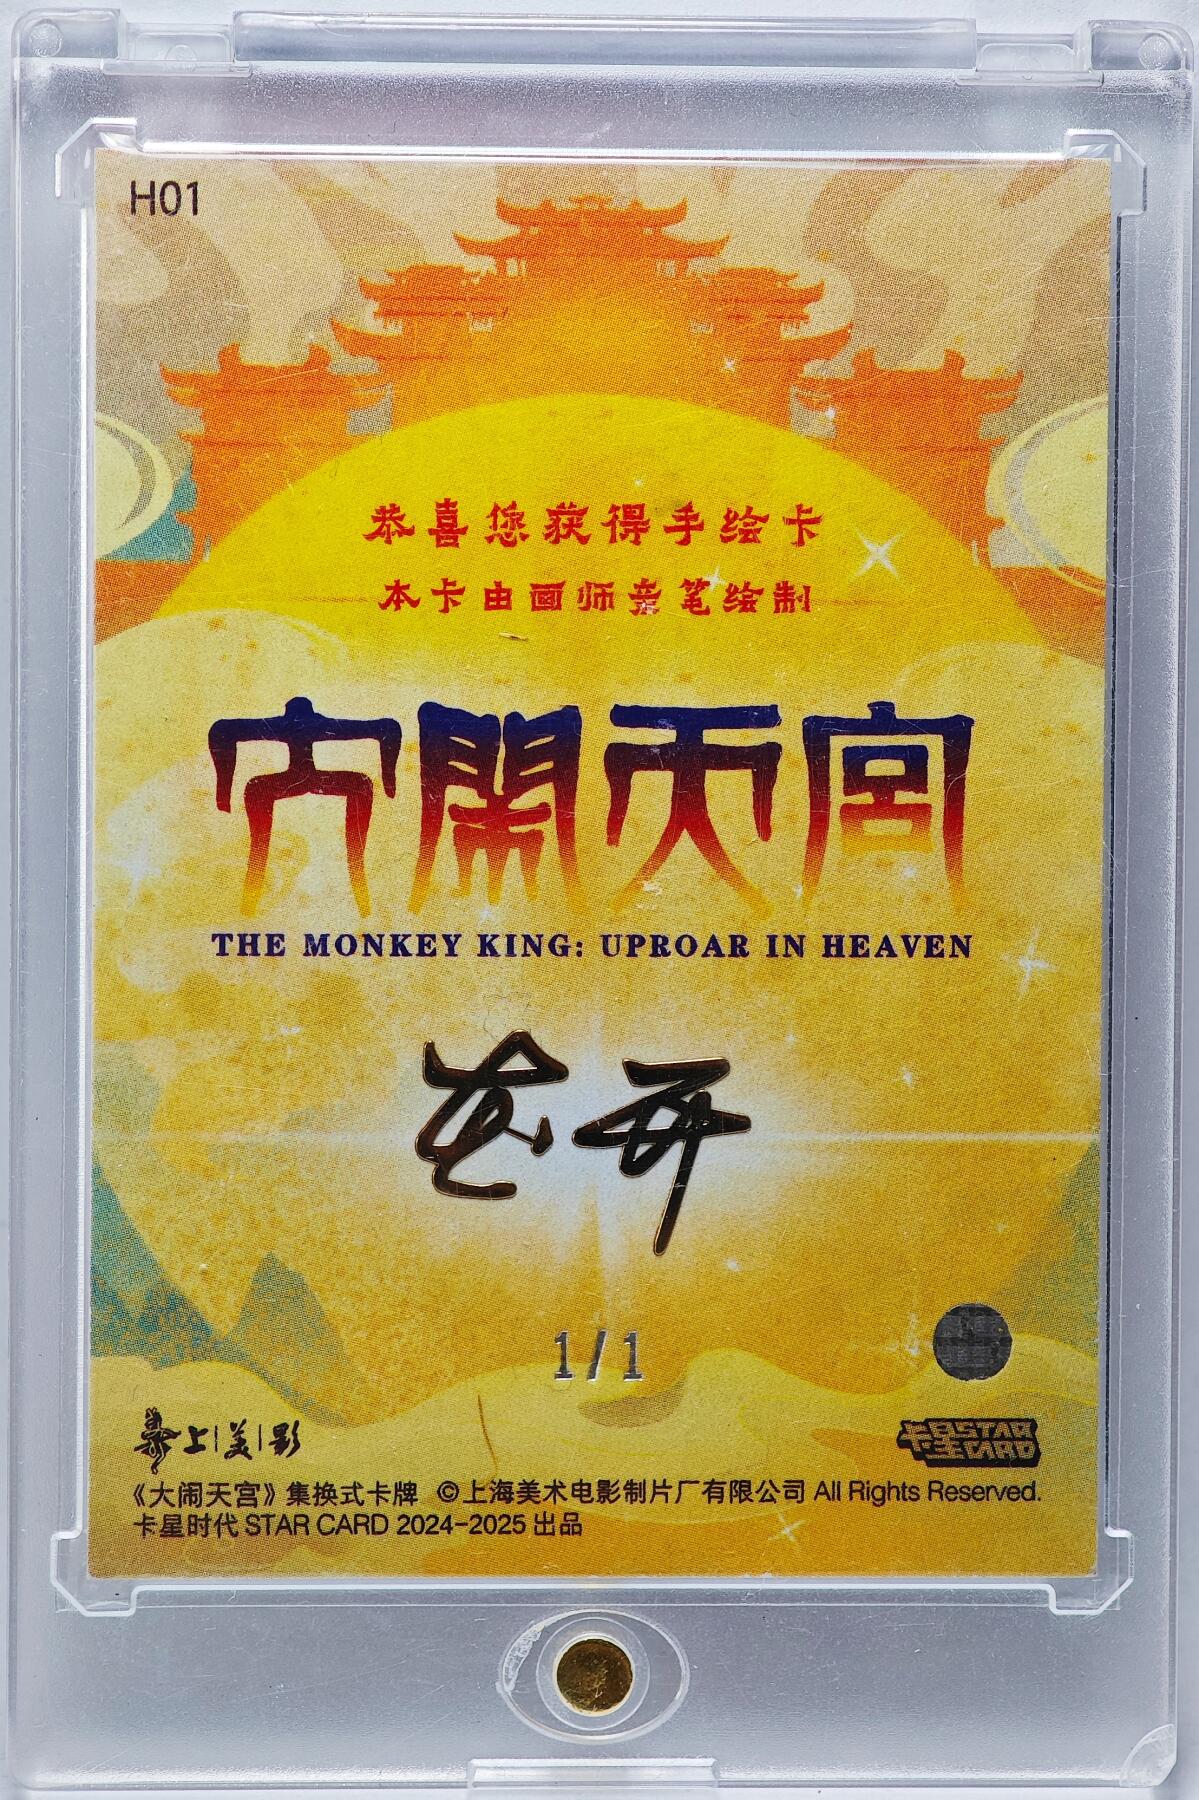 H01
恭喜您获得手绘卡
本卡由画师亲笔绘制
大鬧天宮
THE MONKEY KING: UPROAR IN HEAVEN
1/1
上美影
卡星STAR CARD
《大闹天宫》集换式卡牌 ©上海美术电影制片厂有限公司 All Rights Reserved.
卡星时代 STAR CARD 2024-2025 出品